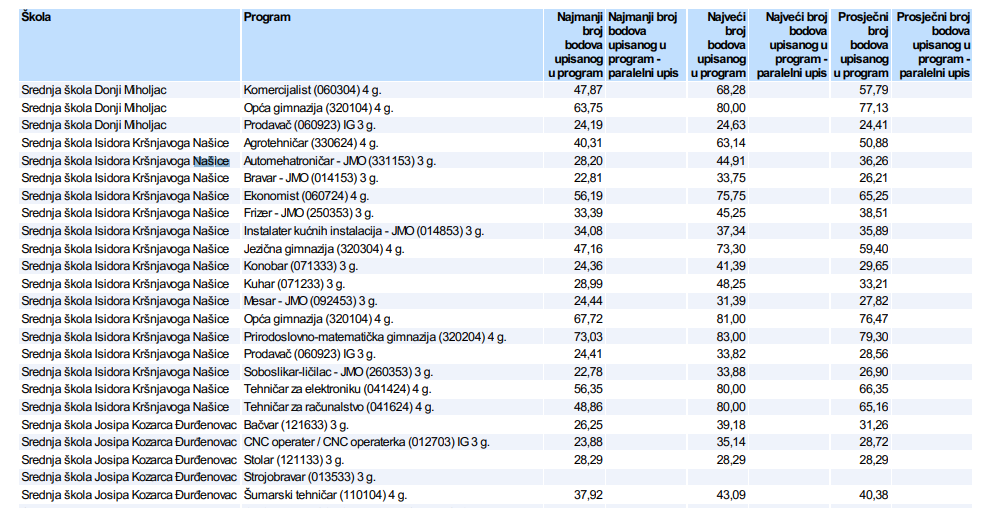 Škola Program Najmanji broj bodova upisanog u program Najmanji broj bodova upisanog u program - paralelni upis Najveći broj bodova upisanog u program Najveći broj bodova upisanog u program - paralelni upis Prosječni broj bodova upisanog u program Prosječni broj bodova upisanog u program - paralelni upis
Srednja škola Donji Miholjac Komercijalist (060304) 4 g. 47,87 68,28 57,79
Srednja škola Donji Miholjac Opća gimnazija (320104) 4 g. 63,75 80,00 77,13
Srednja škola Donji Miholjac Prodavač (060923) IG 3 g. 24,19 24,63 24,41
Srednja škola Isidora Kršnjavoga Našice Agrotehničar (330624) 4 g. 40,31 63,14 50,88
Srednja škola Isidora Kršnjavoga Našice Automehatroničar - JMO (331153) 3 g. 28,20 44,91 36,26
Srednja škola Isidora Kršnjavoga Našice Bravar - JMO (014153) 3 g. 22,81 33,75 26,21
Srednja škola Isidora Kršnjavoga Našice Ekonomist (060724) 4 g. 56,19 75,75 65,25
Srednja škola Isidora Kršnjavoga Našice Frizer - JMO (250353) 3 g. 33,39 45,25 38,51
Srednja škola Isidora Kršnjavoga Našice Instalater kućnih instalacija - JMO (014853) 3 g. 34,08 37,34 35,89
Srednja škola Isidora Kršnjavoga Našice Jezična gimnazija (320304) 4 g. 47,16 73,30 59,40
Srednja škola Isidora Kršnjavoga Našice Konobar (071333) 3 g. 24,36 41,39 29,65
Srednja škola Isidora Kršnjavoga Našice Kuhar (071233) 3 g. 28,99 48,25 33,21
Srednja škola Isidora Kršnjavoga Našice Mesar - JMO (092453) 3 g. 24,44 31,39 27,82
Srednja škola Isidora Kršnjavoga Našice Opća gimnazija (320104) 4 g. 67,72 81,00 76,47
Srednja škola Isidora Kršnjavoga Našice Prirodoslovno-matematička gimnazija (320204) 4 g. 73,03 83,00 79,30
Srednja škola Isidora Kršnjavoga Našice Prodavač (060923) IG 3 g. 24,41 33,82 28,56
Srednja škola Isidora Kršnjavoga Našice Soboslikar-ličilac - JMO (260353) 3 g. 22,78 33,88 26,90
Srednja škola Isidora Kršnjavoga Našice Tehničar za elektroniku (041424) 4 g. 56,35 80,00 66,35
Srednja škola Isidora Kršnjavoga Našice Tehničar za računalstvo (041624) 4 g. 48,86 80,00 65,16
Srednja škola Josipa Kozarca Đurđenovac Bačvar (121633) 3 g. 26,25 39,18 31,26
Srednja škola Josipa Kozarca Đurđenovac CNC operater / CNC operaterka (012703) IG 3 g. 23,88 35,14 28,72
Srednja škola Josipa Kozarca Đurđenovac Stolar (121133) 3 g. 28,29 28,29 28,29
Srednja škola Josipa Kozarca Đurđenovac Strojobravar (013533) 3 g.
Srednja škola Josipa Kozarca Đurđenovac Šumarski tehničar (110104) 4 g. 37,92 43,09 40,38